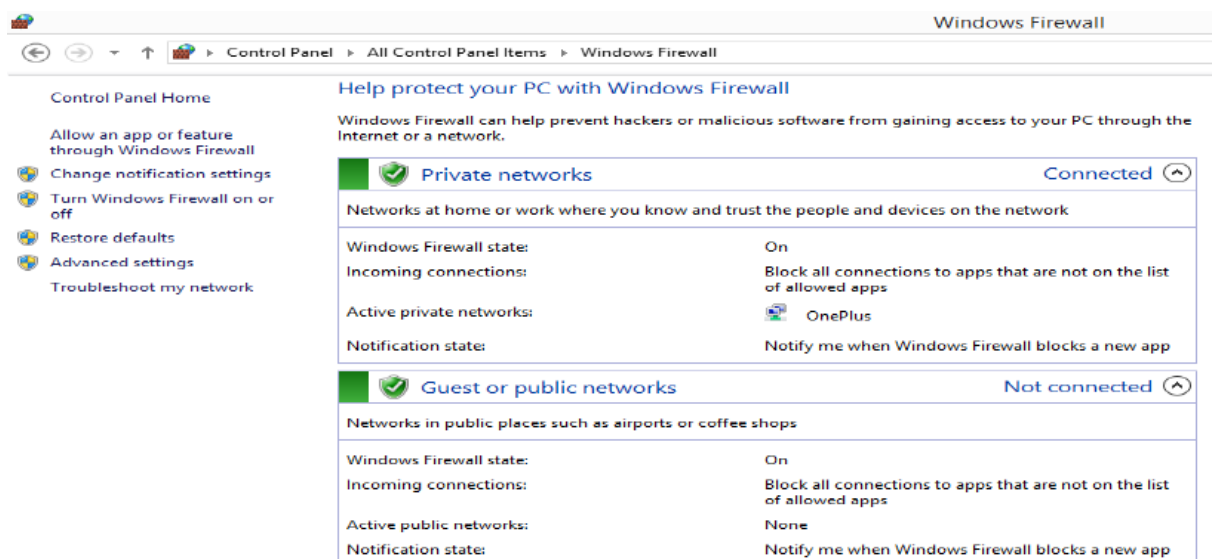 Windows Firewall
Control Panel ▸ All Control Panel Items ▸ Windows Firewall
Control Panel Home
Allow an app or feature
through Windows Firewall
Change notification settings
Turn Windows Firewall on or
off
Restore defaults
Advanced settings
Troubleshoot my network
Help protect your PC with Windows Firewall
Windows Firewall can help prevent hackers or malicious software from gaining access to your PC through the
Internet or a network.
Private networks Connected
Networks at home or work where you know and trust the people and devices on the network
Windows Firewall state: On
Incoming connections: Block all connections to apps that are not on the list
of allowed apps
Active private networks: OnePlus
Notification state: Notify me when Windows Firewall blocks a new app
Guest or public networks Not connected
Networks in public places such as airports or coffee shops
Windows Firewall state: On
Incoming connections: Block all connections to apps that are not on the list
of allowed apps
Active public networks: None
Notification state: Notify me when Windows Firewall blocks a new app